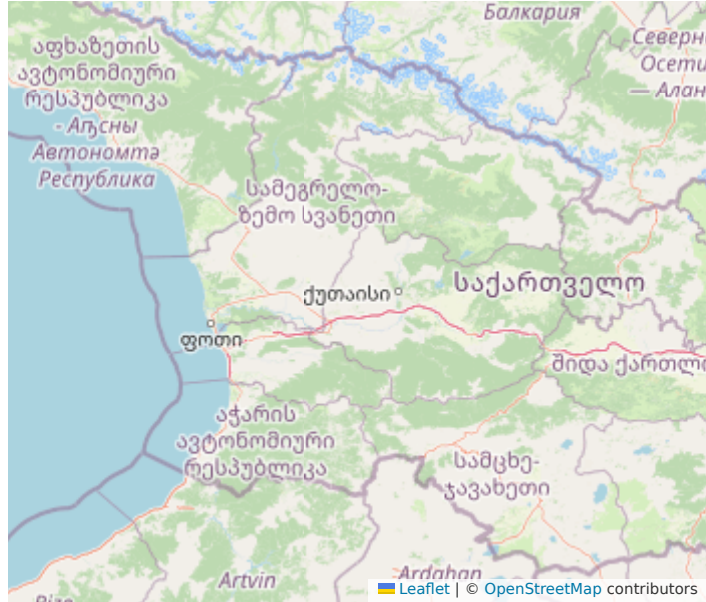 Балкария
აფხაზეთის
ავტონომიური
რესპუბლიკა
- Аҧсны
Автономтә
Республика
Осети
— Алан
სამეგრელო-
ზემო სვანეთი
ქუთაისი
საქართველო
ფოთი
შიდა ქართლ
აჭარის
ავტონომიური
რესპუბლიკა
სამცხე-
ჯავახეთი
Artvin
Ardahan
Leaflet | © OpenStreetMap contributors